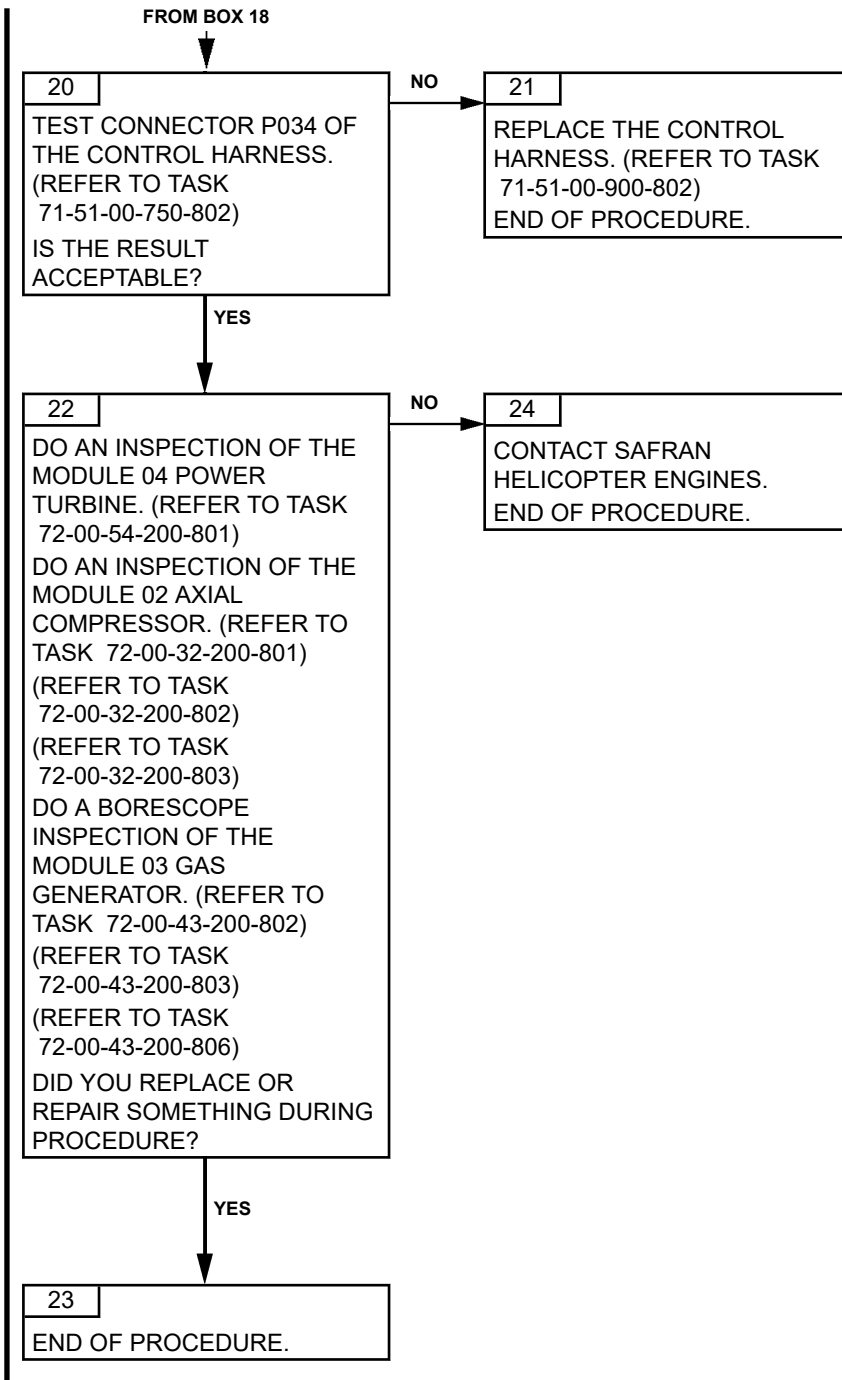 FROM BOX 18
20
TEST CONNECTOR P034 OF
THE CONTROL HARNESS.
(REFER TO TASK
71-51-00-750-802)
IS THE RESULT
ACCEPTABLE?
NO
21
REPLACE THE CONTROL
HARNESS. (REFER TO TASK
71-51-00-900-802)
END OF PROCEDURE.
YES
22
DO AN INSPECTION OF THE
MODULE 04 POWER
TURBINE. (REFER TO TASK
72-00-54-200-801)
DO AN INSPECTION OF THE
MODULE 02 AXIAL
COMPRESSOR. (REFER TO
TASK 72-00-32-200-801)
(REFER TO TASK
72-00-32-200-802)
(REFER TO TASK
72-00-32-200-803)
DO A BORESCOPE
INSPECTION OF THE
MODULE 03 GAS
GENERATOR. (REFER TO
TASK 72-00-43-200-802)
(REFER TO TASK
72-00-43-200-803)
(REFER TO TASK
72-00-43-200-806)
DID YOU REPLACE OR
REPAIR SOMETHING DURING
PROCEDURE?
NO
24
CONTACT SAFRAN
HELICOPTER ENGINES.
END OF PROCEDURE.
YES
23
END OF PROCEDURE.